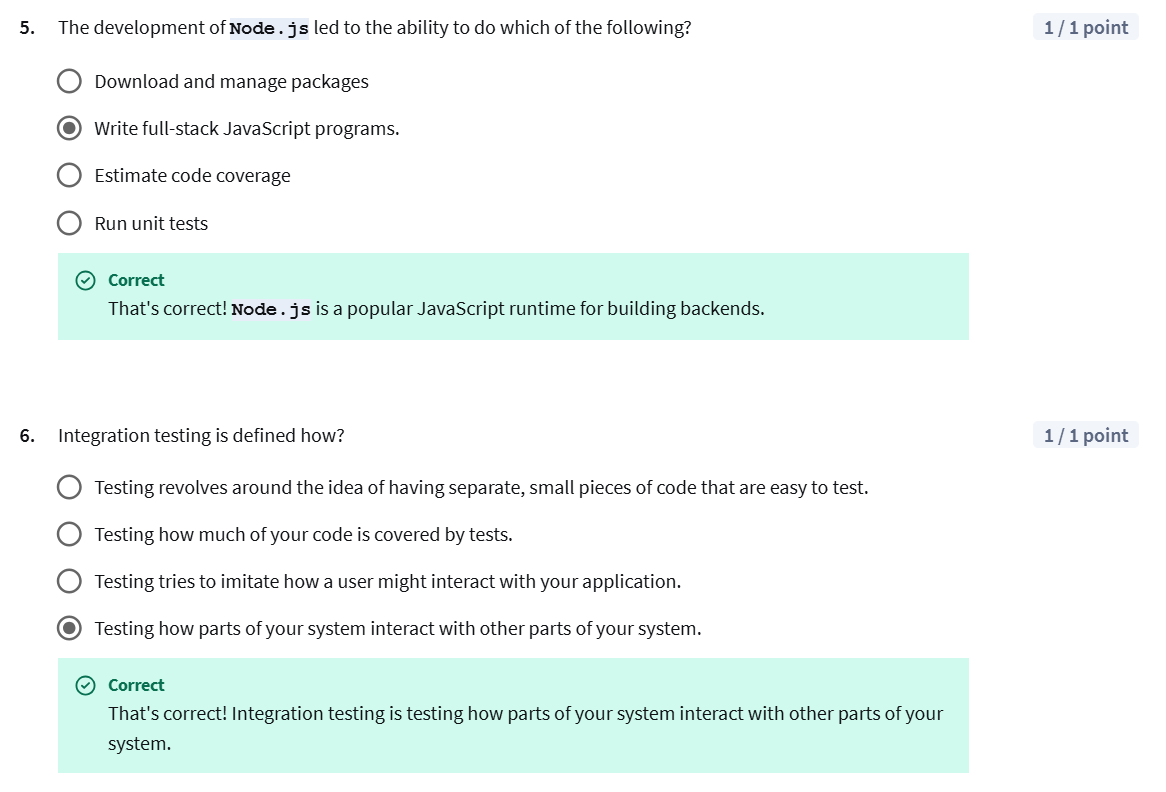 5. The development of Node.js led to the ability to do which of the following? 1 / 1 point
Download and manage packages
Write full-stack JavaScript programs.
Estimate code coverage
Run unit tests
Correct
That's correct! Node.js is a popular JavaScript runtime for building backends.
6. Integration testing is defined how? 1 / 1 point
Testing revolves around the idea of having separate, small pieces of code that are easy to test.
Testing how much of your code is covered by tests.
Testing tries to imitate how a user might interact with your application.
Testing how parts of your system interact with other parts of your system.
Correct
That's correct! Integration testing is testing how parts of your system interact with other parts of your
system.